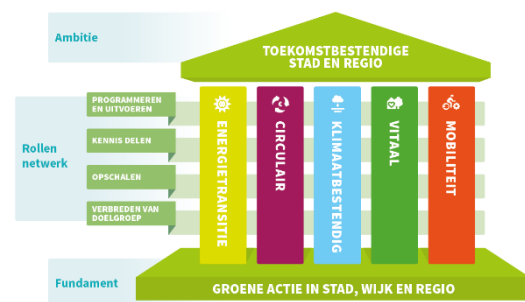 Ambitie
TOEKOMSTBESTENDIGE
STAD EN REGIO
Rollen
netwerk
PROGRAMMEREN
EN UITVOEREN
KENNIS DELEN
OPSCHALEN
VERBREDEN VAN
DOELGROEP
ENERGIETRANSITIE
CIRCULAIR
KLIMAATBESTENDIG
VITAAL
MOBILITEIT
Fundament
GROENE ACTIE IN STAD, WIJK EN REGIO